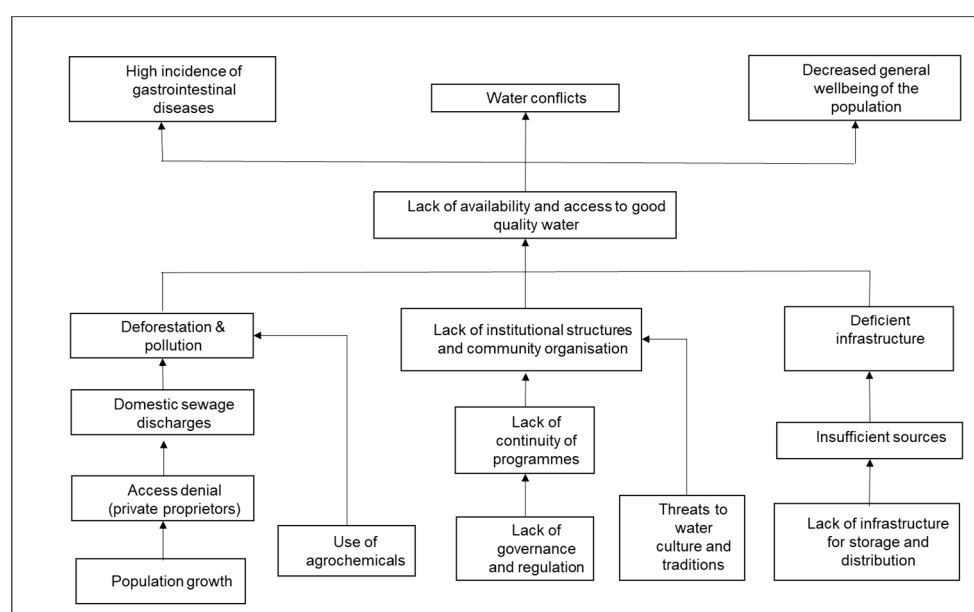 High incidence of
gastrointestinal
diseases
Water conflicts
Decreased general
wellbeing of the
population
Lack of availability and access to good
quality water
Deforestation &
pollution
Lack of institutional structures
and community organisation
Deficient
infrastructure
Domestic sewage
discharges
Lack of
continuity of
programmes
Insufficient sources
Access denial
(private proprietors)
Use of
agrochemicals
Lack of
governance
and regulation
Threats to
water
culture and
traditions
Lack of infrastructure
for storage and
distribution
Population growth